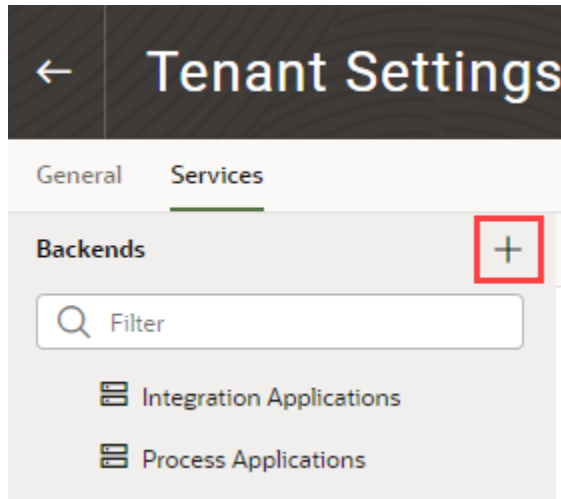 Tenant Settings
General Services
Backends
Filter
Integration Applications
Process Applications